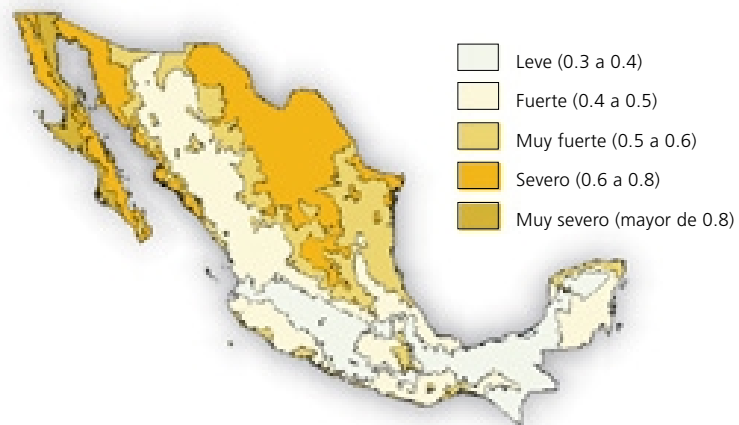 Leve (0.3 a 0.4)
Fuerte (0.4 a 0.5)
Muy fuerte (0.5 a 0.6)
Severo (0.6 a 0.8)
Muy severo (mayor de 0.8)